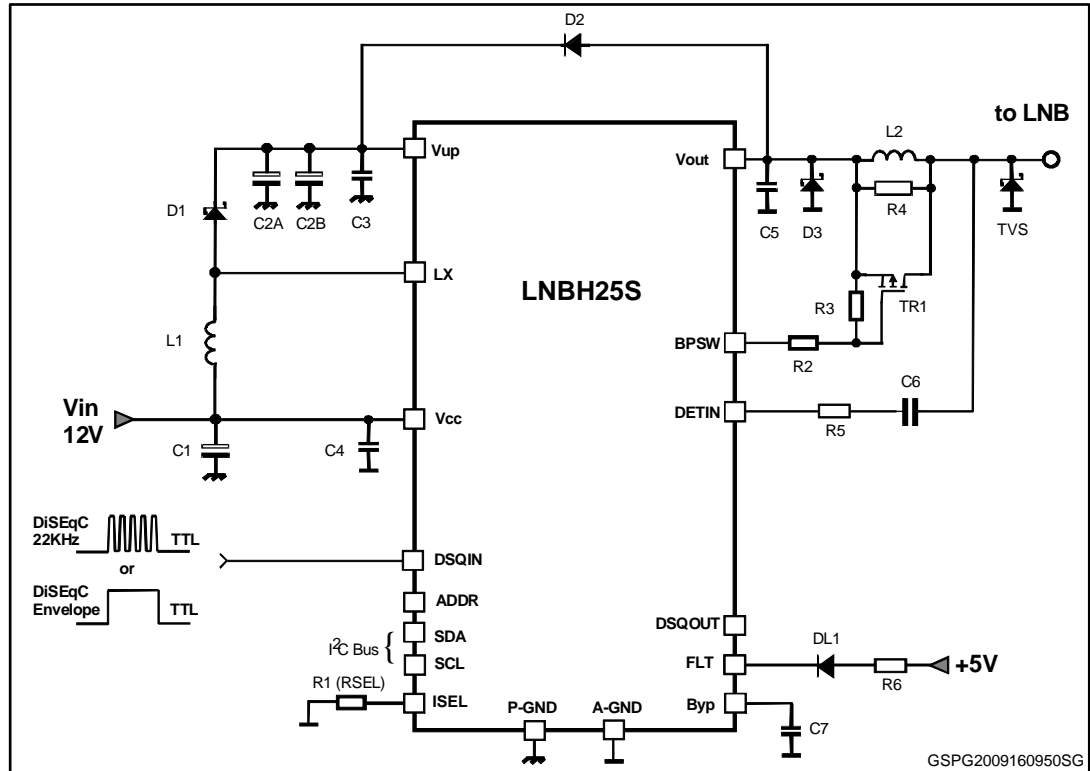 D2
to LNB
L2
Vup
Vout
R4
D1
C2A
C2B
C3
C5
D3
TVS
LX
LNBH25S
R3
TR1
L1
BPSW
R2
C6
Vin
12V
Vcc
DETIN
R5
C1
C4
DiSEqC
22KHz
TTL
or
DiSEqC
Envelope
TTL
DSQIN
ADDR
DSQOUT
SDA
I²C Bus {
SCL
FLT
DL1
+5V
R6
R1 (RSEL)
ISEL
P-GND
A-GND
Byp
C7
GSPG2009160950SG